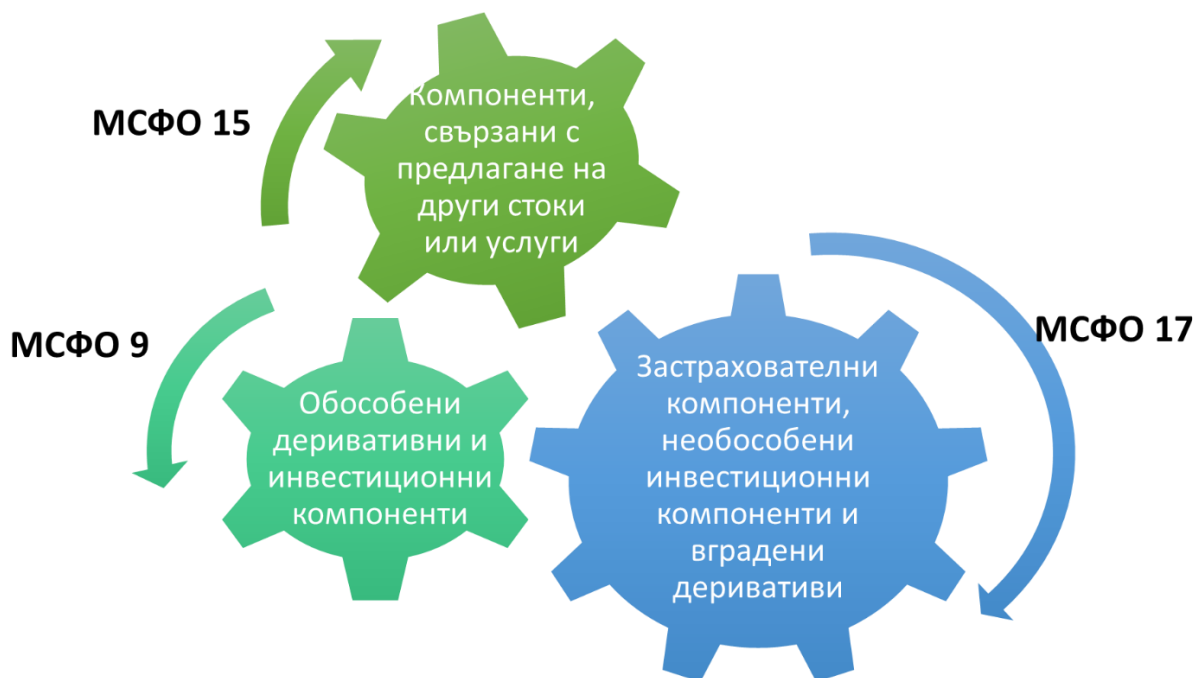 МСФО 15
Компоненти,
свързани с
предлагане на
други стоки
или услуги
МСФО 9
Обособени
деривативни и
инвестиционни
компоненти
МСФО 17
Застрахователни
компоненти,
необособени
инвестиционни
компоненти и
вградени
деривативи